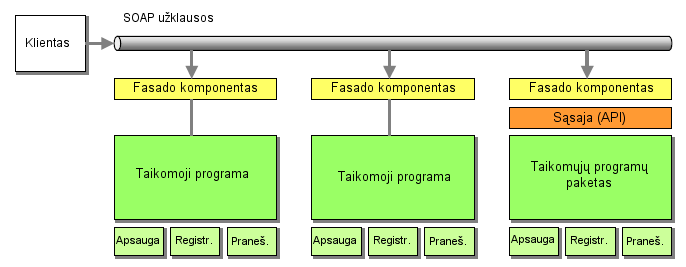 SOAP užklausos
Klientas
Fasado komponentas
Fasado komponentas
Fasado komponentas
Sąsaja (API)
Taikomoji programa
Taikomoji programa
Taikomųjų programų
paketas
Apsauga
Registr.
Praneš.
Apsauga
Registr.
Praneš.
Apsauga
Registr.
Praneš.